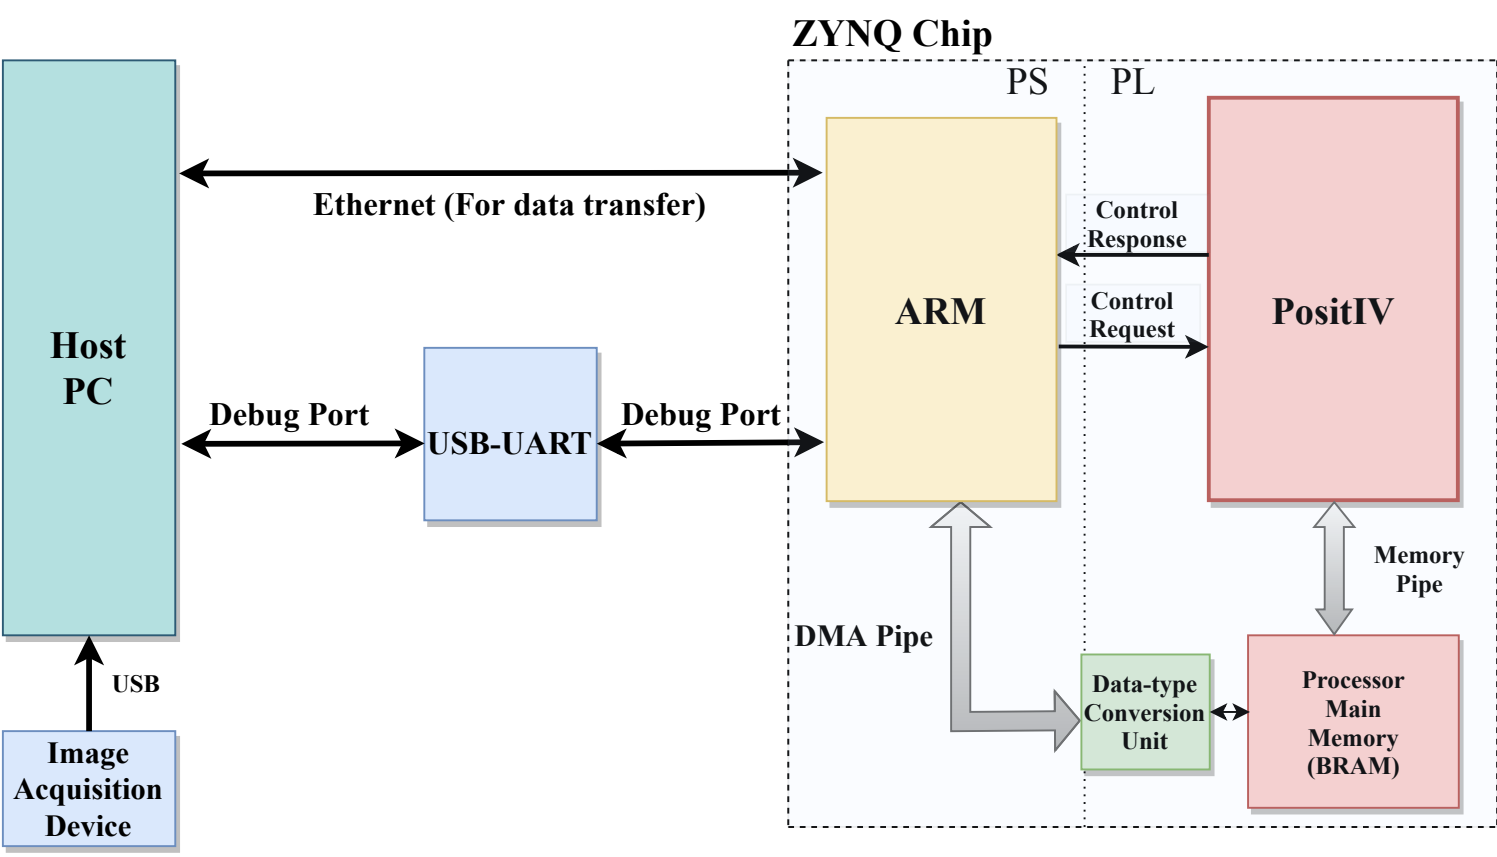 ZYNQ Chip
PS
PL
Ethernet (For data transfer)
Control
Response
Control
Request
ARM
PositIV
Host
PC
Debug Port
USB-UART
Debug Port
Memory
Pipe
DMA Pipe
Data-type
Conversion
Unit
Processor
Main
Memory
(BRAM)
USB
Image
Acquisition
Device